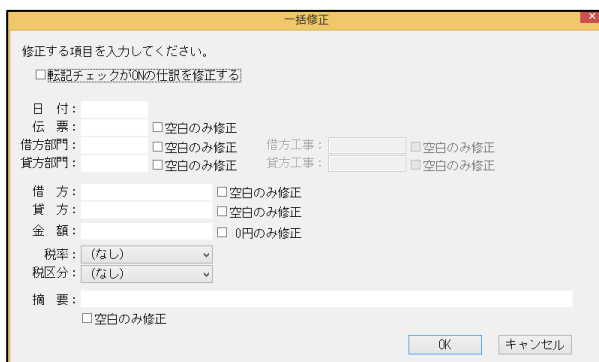 一括修正
修正する項目を入力してください。
転記チェックがONの仕訳を修正する
日 付：
伝 票： 空白のみ修正
借方部門： 空白のみ修正 借方工事： 空白のみ修正
貸方部門： 空白のみ修正 貸方工事： 空白のみ修正
借 方： 空白のみ修正
貸 方： 空白のみ修正
金 額： 0円のみ修正
税率： (なし)
税区分： (なし)
摘 要：
空白のみ修正
OK キャンセル